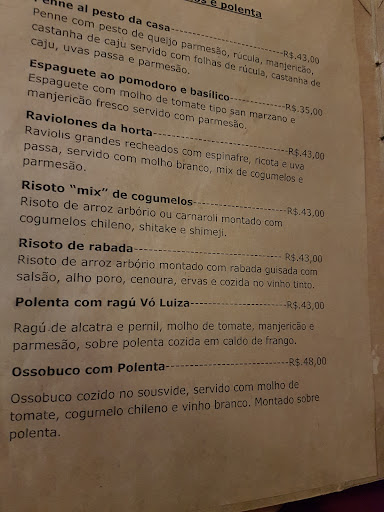 e polenta
Penne al pesto da casa---------------R$.43,00
Penne com pesto de queijo parmesão, rúcula, manjericão,
castanha de caju servido com folhas de rúcula, castanha de
caju, uvas passa e parmesão.
Espaguete ao pomodoro e basilico-----------R$.35,00
Espaguete com molho de tomate tipo san marzano e
manjericão fresco servido com parmesão.
Raviolones da horta---------------------R$.43,00
Raviolis grandes recheados com espinafre, ricota e uva
passa, servido com molho branco, mix de cogumelos e
parmesão.
Risoto "mix" de cogumelos------------------R$.43,00
Risoto de arroz arbório ou carnaroli montado com
cogumelos chileno, shitake e shimeji.
Risoto de rabada-----------------------------R$.43,00
Risoto de arroz arbório montado com rabada guisada com
salsão, alho poró, cenoura, ervas e cozida no vinho tinto.
Polenta com ragú Vó Luiza------------------R$.43,00
Ragú de alcatra e pernil, molho de tomate, manjericão e
parmesão, sobre polenta cozida em caldo de frango.
Ossobuco com Polenta-----------------------R$.48,00
Ossobuco cozido no sousvide, servido com molho de
tomate, cogumelo chileno e vinho branco. Montado sobre
polenta.